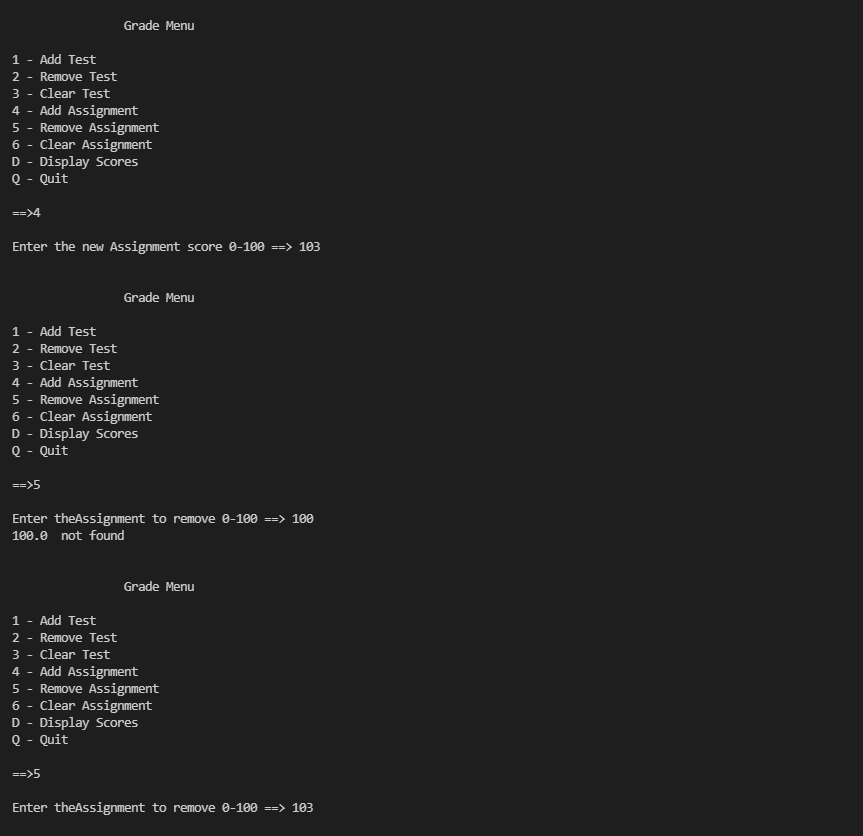 Grade Menu
1 - Add Test
2 - Remove Test
3 - Clear Test
4 - Add Assignment
5 - Remove Assignment
6 - Clear Assignment
D - Display Scores
Q - Quit
==>4
Enter the new Assignment score 0-100 ==> 103
Grade Menu
1 - Add Test
2 - Remove Test
3 - Clear Test
4 - Add Assignment
5 - Remove Assignment
6 - Clear Assignment
D - Display Scores
Q - Quit
==>5
Enter theAssignment to remove 0-100 ==> 100
100.0  not found
Grade Menu
1 - Add Test
2 - Remove Test
3 - Clear Test
4 - Add Assignment
5 - Remove Assignment
6 - Clear Assignment
D - Display Scores
Q - Quit
==>5
Enter theAssignment to remove 0-100 ==> 103